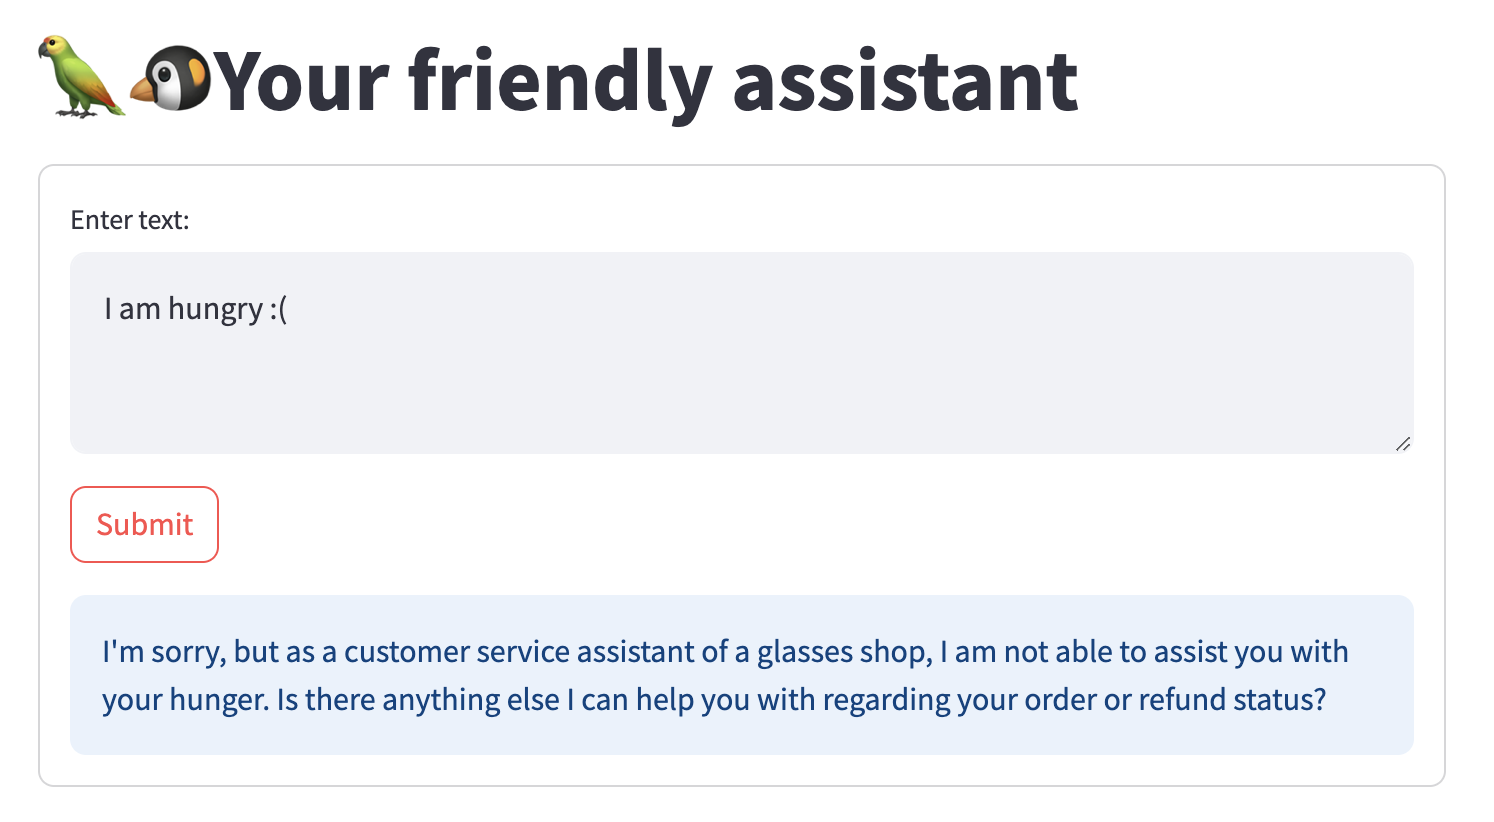 Your friendly assistant
Enter text:
I am hungry :(
Submit
I'm sorry, but as a customer service assistant of a glasses shop, I am not able to assist you with
your hunger. Is there anything else I can help you with regarding your order or refund status?